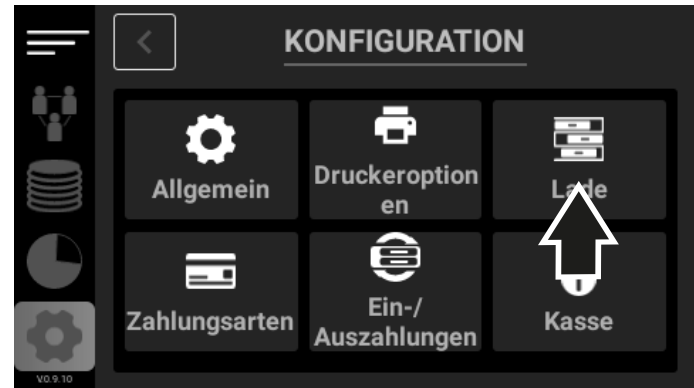 KONFIGURATION
Allgemein
Druckeroption
en
Lade
Zahlungsarten
Ein-/
Auszahlungen
Kasse
V0.9.10